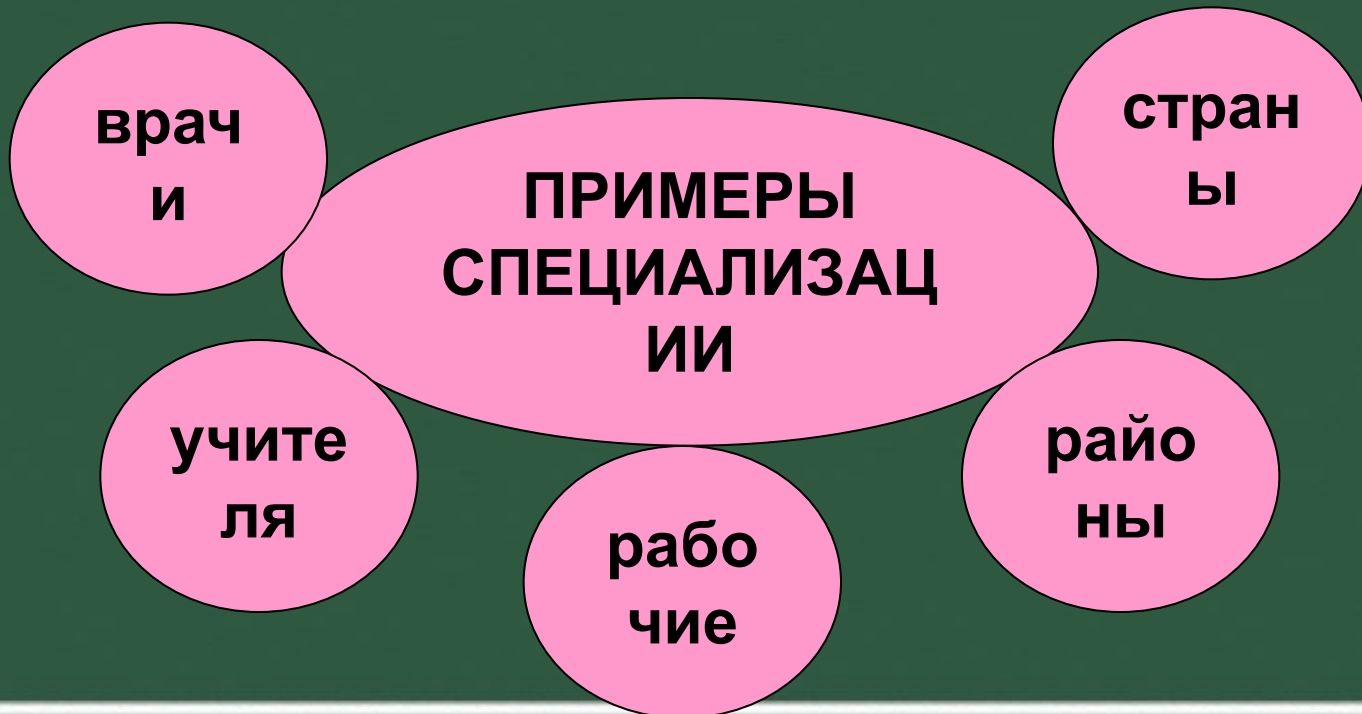 врач
и
ПРИМЕРЫ
СПЕЦИАЛИЗАЦ
ИИ
стран
ы
учите
ля
рабо
чие
райо
ны